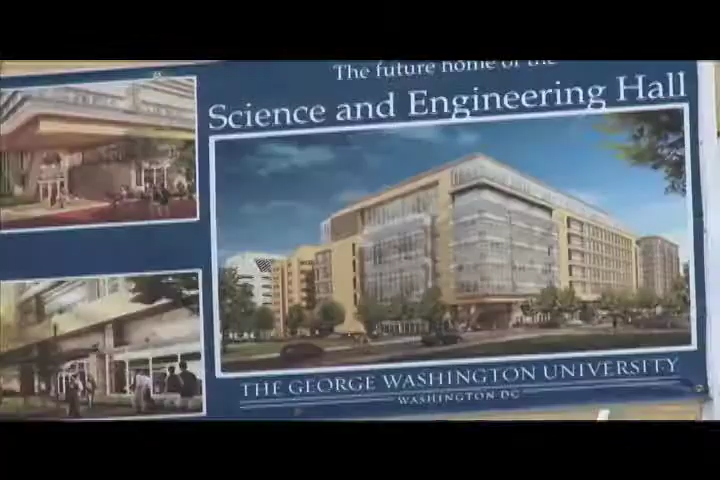 The future home of the
Science and Engineering Hall
THE GEORGE WASHINGTON UNIVERSITY
WASHINGTON DC